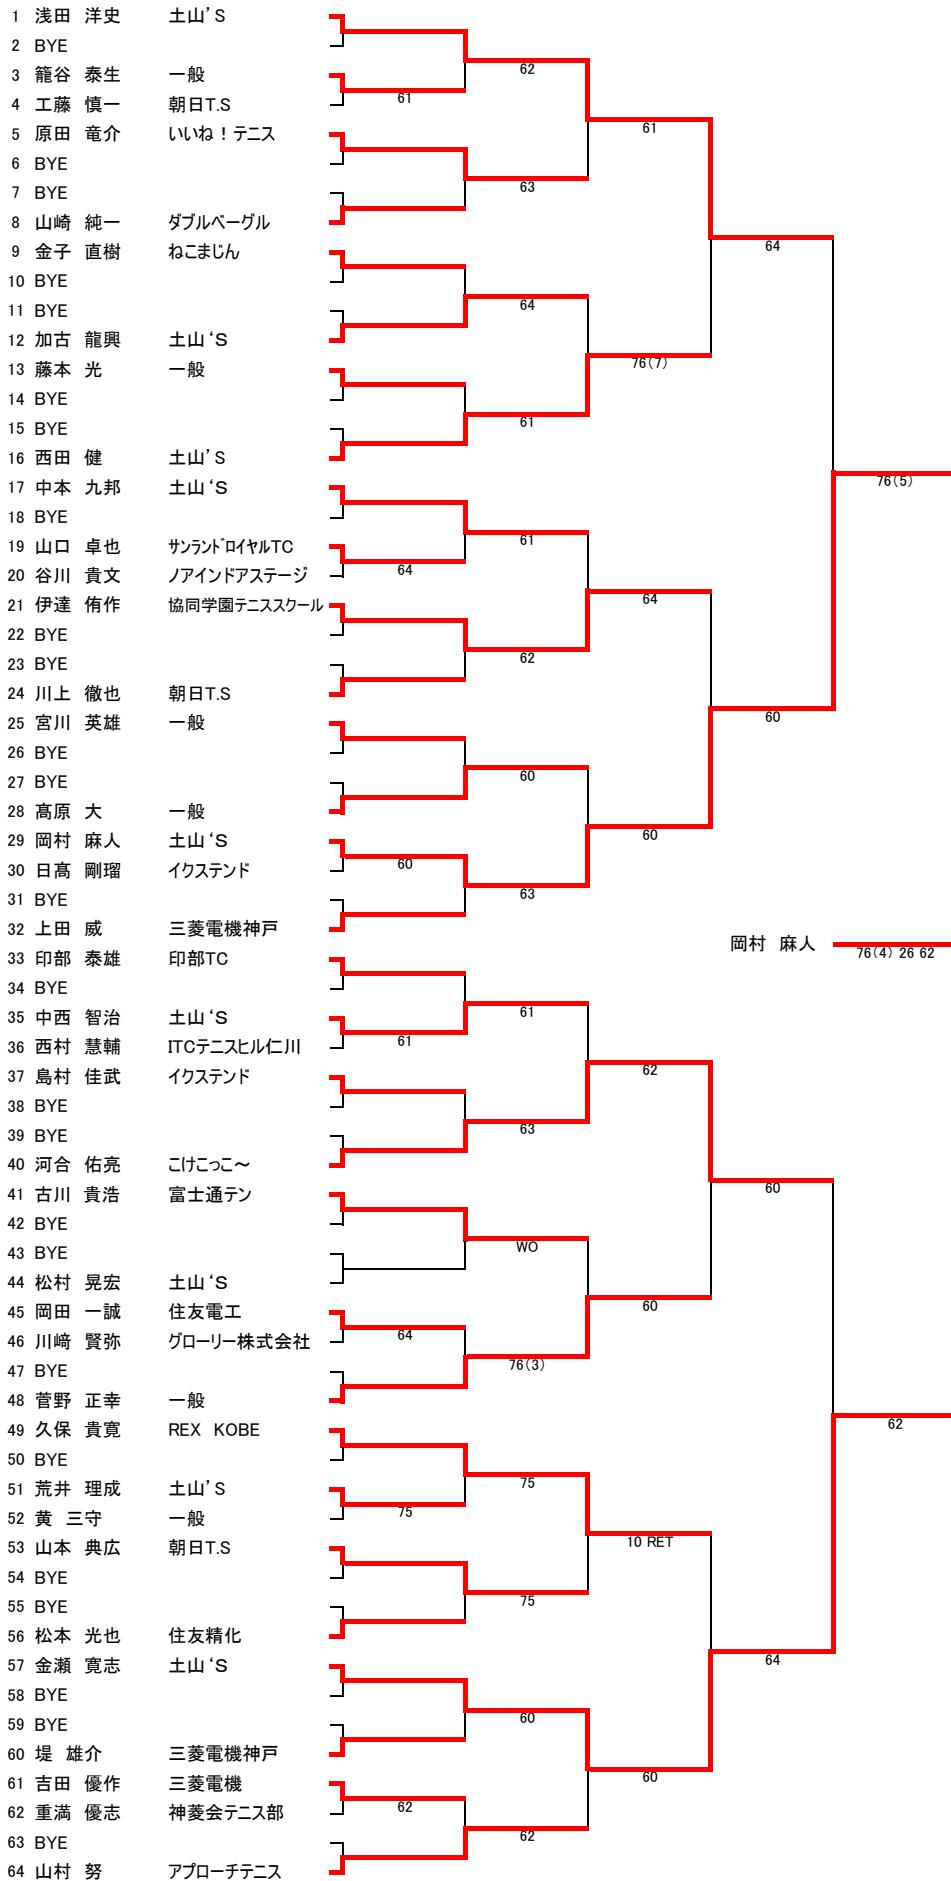 1 浅田 洋史 土山'S
2 BYE
62
3 籠谷 泰生 一般
61
4 工藤 慎一 朝日T.S
61
5 原田 竜介 いいね！テニス
6 BYE
63
7 BYE
8 山崎 純一 ダブルベーグル
64
9 金子 直樹 ねこまじん
10 BYE
64
11 BYE
12 加古 龍興 土山‘S
76(7)
13 藤本 光 一般
14 BYE
61
15 BYE
16 西田 健 土山'S
76(5)
17 中本 九邦 土山‘S
18 BYE
61
19 山口 卓也 サンランドロイヤルTC
64
20 谷川 貴文 ノアインドアステージ
64
21 伊達 侑作 協同学園テニススクール
22 BYE
62
23 BYE
24 川上 徹也 朝日T.S
60
25 宮川 英雄 一般
26 BYE
60
27 BYE
28 髙原 大 一般
60
29 岡村 麻人 土山‘S
60
30 日髙 剛瑠 イクステンド
63
31 BYE
32 上田 威 三菱電機神戸
岡村 麻人
76(4) 26 62
33 印部 泰雄 印部TC
34 BYE
61
35 中西 智治 土山‘S
61
36 西村 慧輔 ITCテニスヒル仁川
62
37 島村 佳武 イクステンド
38 BYE
63
39 BYE
40 河合 佑亮 こけこっこ～
60
41 古川 貴浩 富士通テン
42 BYE
WO
43 BYE
44 松村 晃宏 土山‘S
60
45 岡田 一誠 住友電工
64
46 川﨑 賢弥 グローリー株式会社
76(3)
47 BYE
48 菅野 正幸 一般
62
49 久保 貴寛 REX KOBE
50 BYE
75
51 荒井 理成 土山'S
75
52 黄 三守 一般
10 RET
53 山本 典広 朝日T.S
54 BYE
75
55 BYE
56 松本 光也 住友精化
64
57 金瀬 寛志 土山‘S
58 BYE
60
59 BYE
60 堤 雄介 三菱電機神戸
60
61 吉田 優作 三菱電機
62
62 重満 優志 神菱会テニス部
62
63 BYE
64 山村 努 アプローチテニス